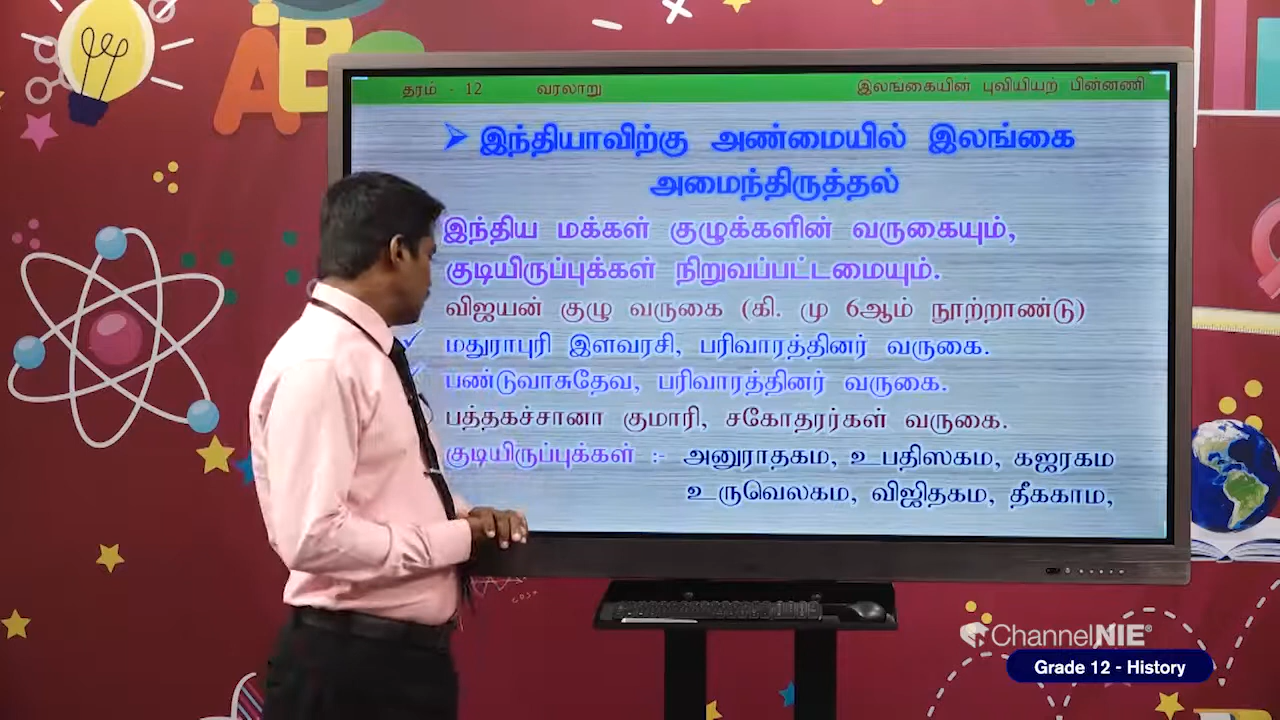 AB
தரம் - 12 வரலாறு இலங்கையின் புவியியற் பின்னணி
➢ இந்தியாவிற்கு அண்மையில் இலங்கை
அமைந்திருத்தல்
இந்திய மக்கள் குழுக்களின் வருகையும்,
குடியிருப்புக்கள் நிறுவப்பட்டமையும்.
விஜயன் குழு வருகை (கி. மு 6ஆம் நூற்றாண்டு)
✓ மதுராபுரி இளவரசி, பரிவாரத்தினர் வருகை.
✓ பண்டுவாசுதேவ, பரிவாரத்தினர் வருகை.
பத்தகச்சானா குமாரி, சகோதரர்கள் வருகை.
குடியிருப்புக்கள் :- அனுராதகம, உபதிஸகம, கஜரகம
உருவெலகம, விஜிதகம, தீககாம,
ChannelNIE®
Grade 12 - History